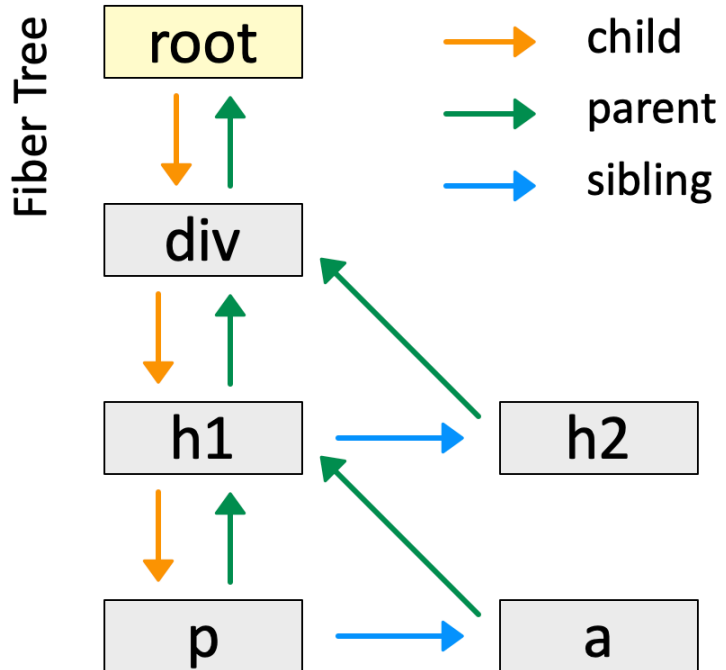 Fiber Tree
root
child
parent
sibling
div
h1
h2
p
a